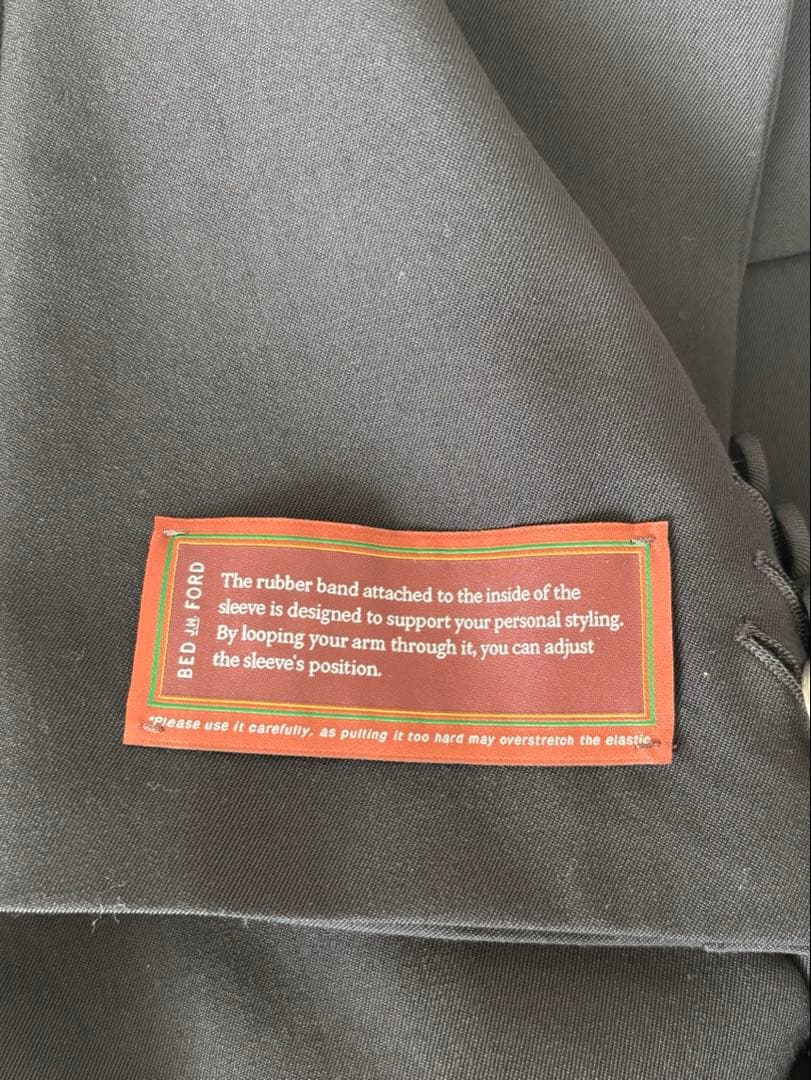 BED J.W. FORD
The rubber band attached to the inside of the
sleeve is designed to support your personal styling.
By looping your arm through it, you can adjust
the sleeve's position.
*Please use it carefully, as pulling it too hard may overstretch the elastic.